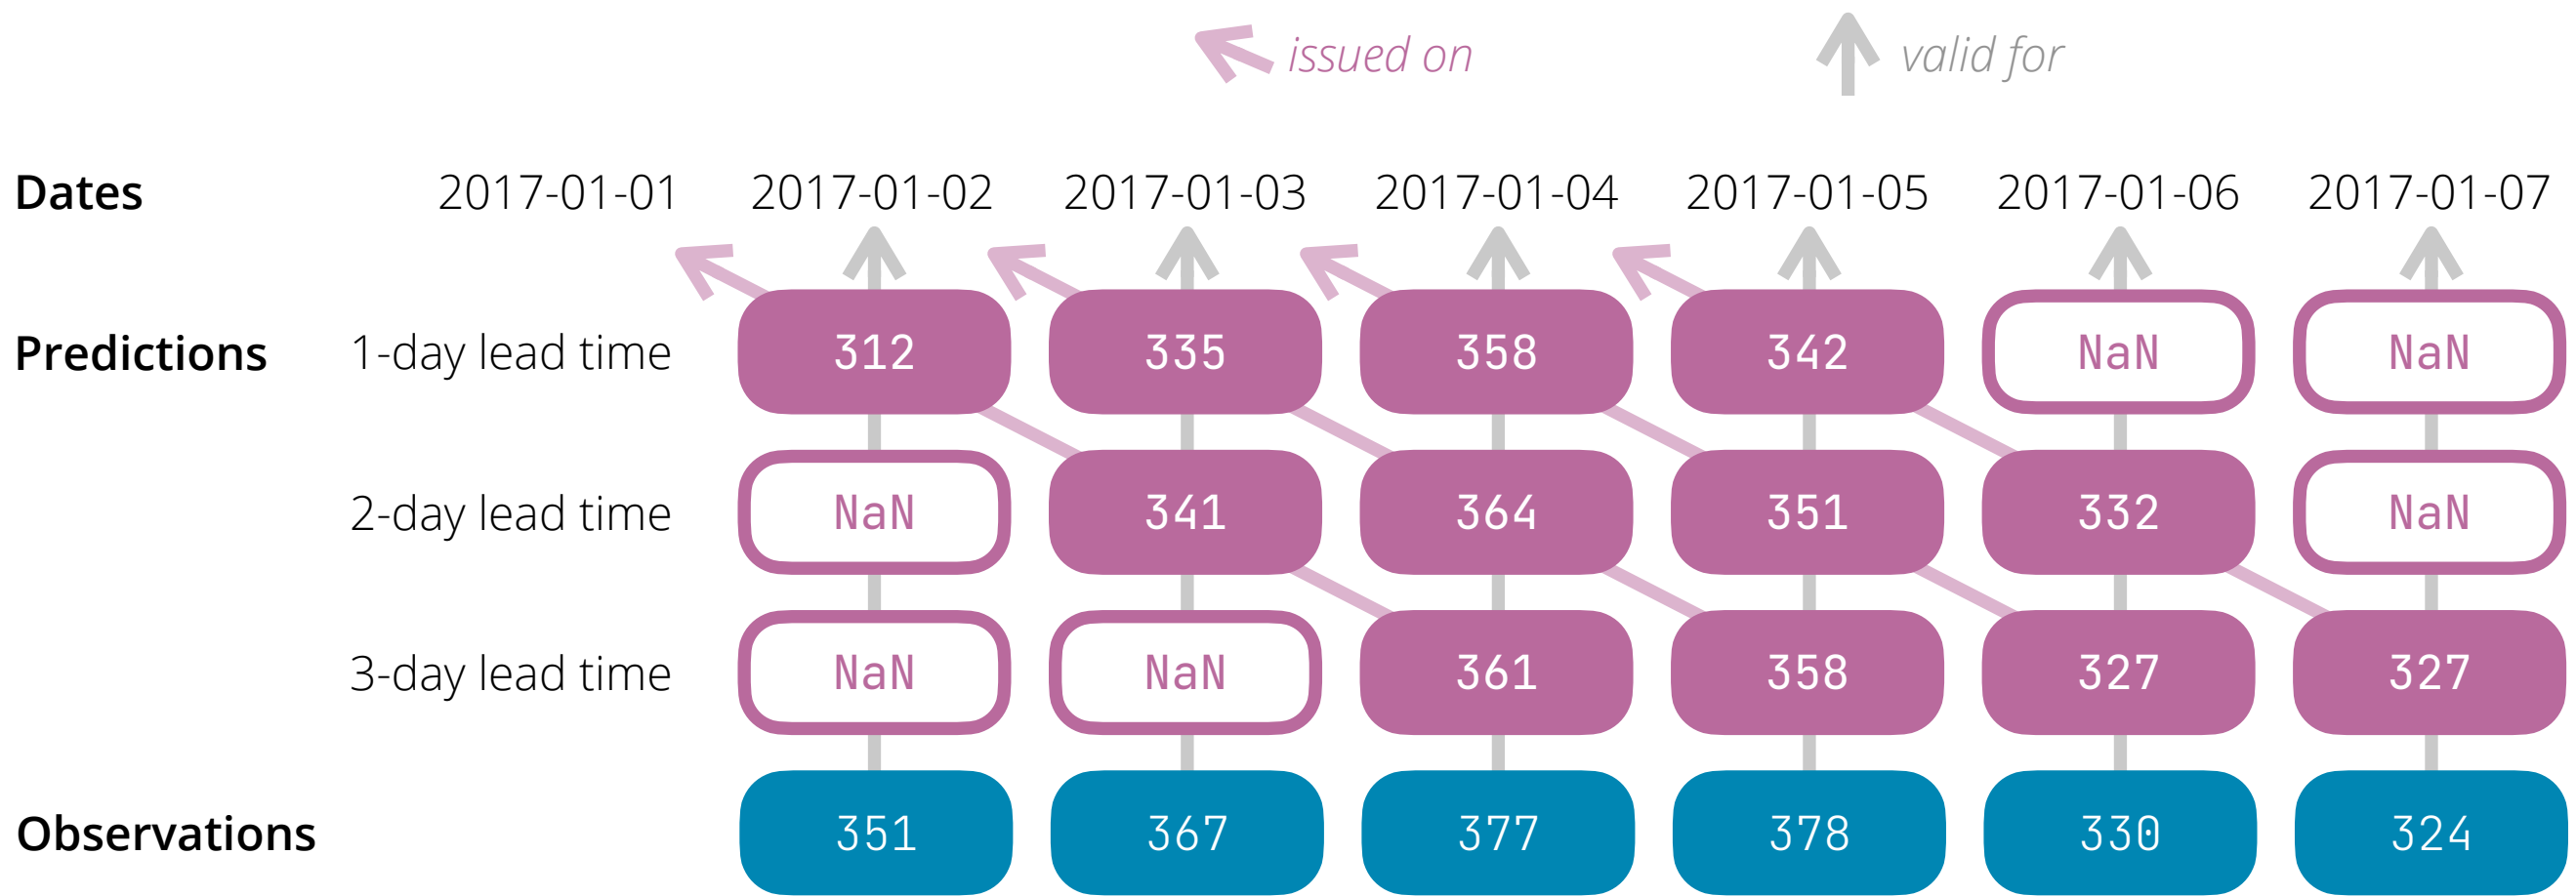 issued on valid for
Dates 2017-01-01 2017-01-02 2017-01-03 2017-01-04 2017-01-05 2017-01-06 2017-01-07
Predictions 1-day lead time 312 335 358 342 NaN NaN
2-day lead time NaN 341 364 351 332 NaN
3-day lead time NaN NaN 361 358 327 327
Observations 351 367 377 378 330 324